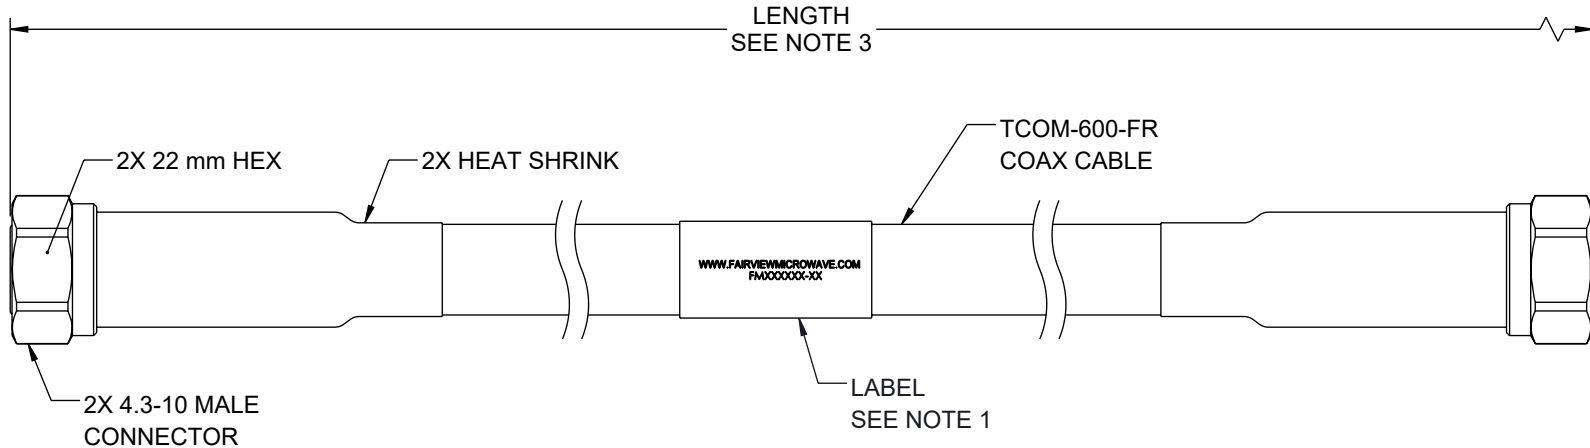 LENGTH
SEE NOTE 3
2X 22 mm HEX
2X HEAT SHRINK
TCOM-600-FR
COAX CABLE
WWW.FAIRVIEWMICROWAVE.COM
FMXXXXXX-XX
2X 4.3-10 MALE
CONNECTOR
LABEL
SEE NOTE 1